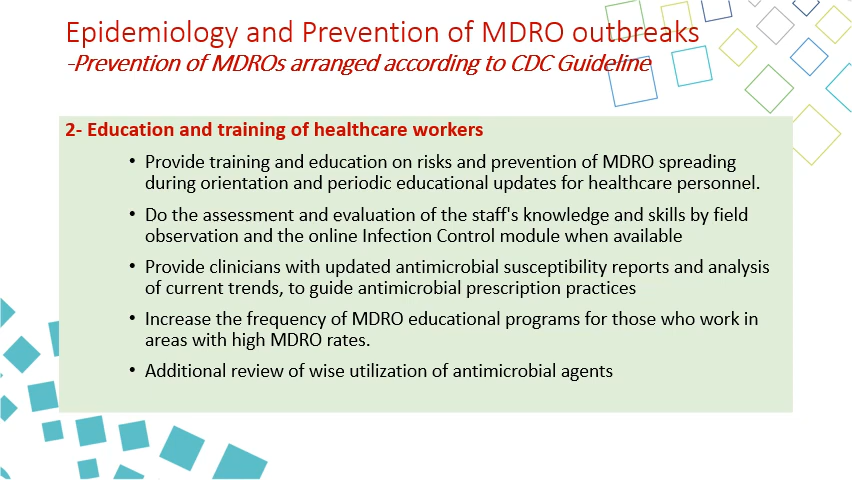 Epidemiology and Prevention of MDRO outbreaks
-Prevention of MDROs arranged according to CDC Guideline
2- Education and training of healthcare workers
• Provide training and education on risks and prevention of MDRO spreading
during orientation and periodic educational updates for healthcare personnel.
• Do the assessment and evaluation of the staff's knowledge and skills by field
observation and the online Infection Control module when available
• Provide clinicians with updated antimicrobial susceptibility reports and analysis
of current trends, to guide antimicrobial prescription practices
• Increase the frequency of MDRO educational programs for those who work in
areas with high MDRO rates.
• Additional review of wise utilization of antimicrobial agents